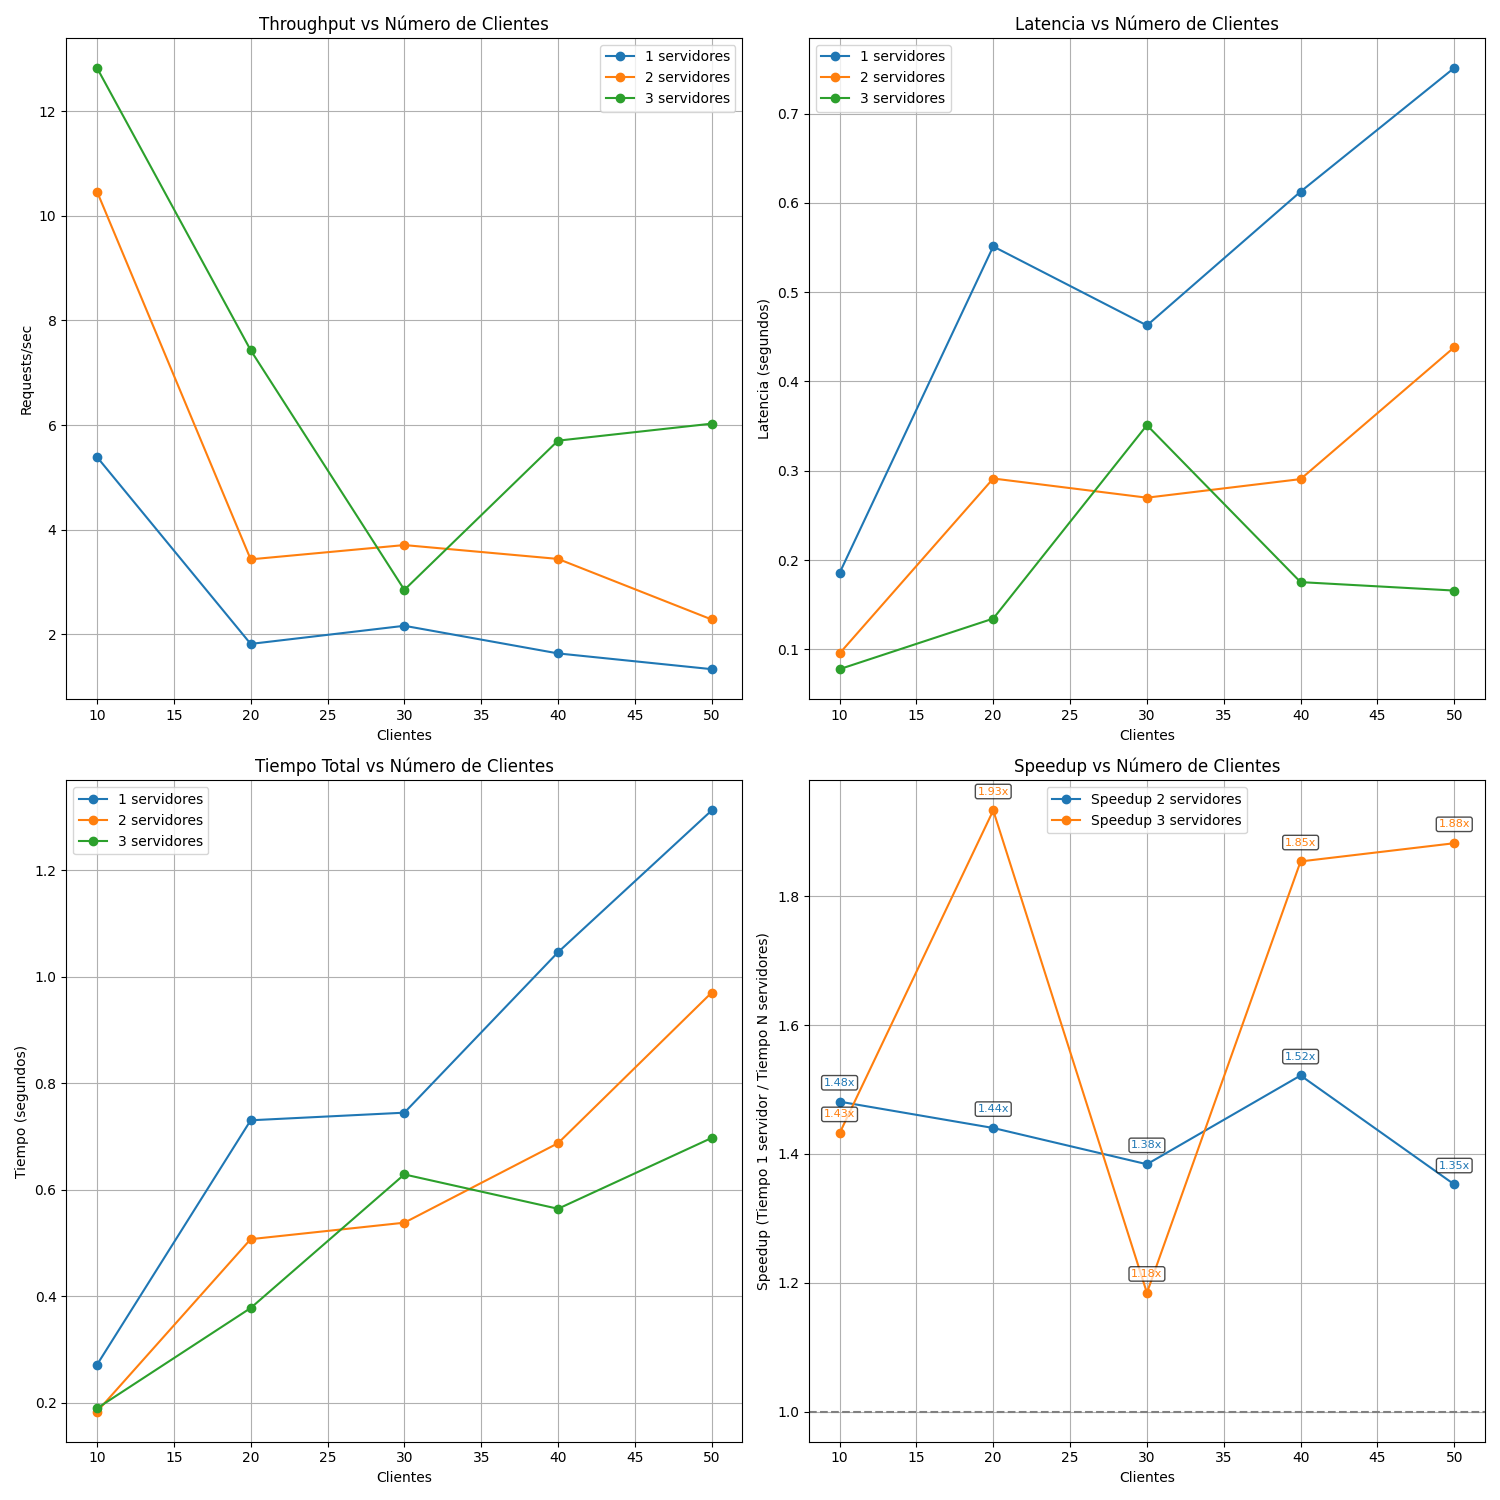 Throughput vs Número de Clientes
1 servidores
2 servidores
3 servidores
12
10
8
6
4
2
Requests/sec
10 15 20 25 30 35 40 45 50
Clientes
Latencia vs Número de Clientes
1 servidores
2 servidores
3 servidores
0.7
0.6
0.5
0.4
0.3
0.2
0.1
Latencia (segundos)
10 15 20 25 30 35 40 45 50
Clientes
Tiempo Total vs Número de Clientes
1 servidores
2 servidores
3 servidores
1.2
1.0
0.8
0.6
0.4
0.2
Tiempo (segundos)
10 15 20 25 30 35 40 45 50
Clientes
Speedup vs Número de Clientes
Speedup 2 servidores
Speedup 3 servidores
1.93x
1.88x
1.85x
1.52x
1.48x
1.44x
1.43x
1.38x
1.35x
1.18x
1.8
1.6
1.4
1.2
1.0
Speedup (Tiempo 1 servidor / Tiempo N servidores)
10 15 20 25 30 35 40 45 50
Clientes